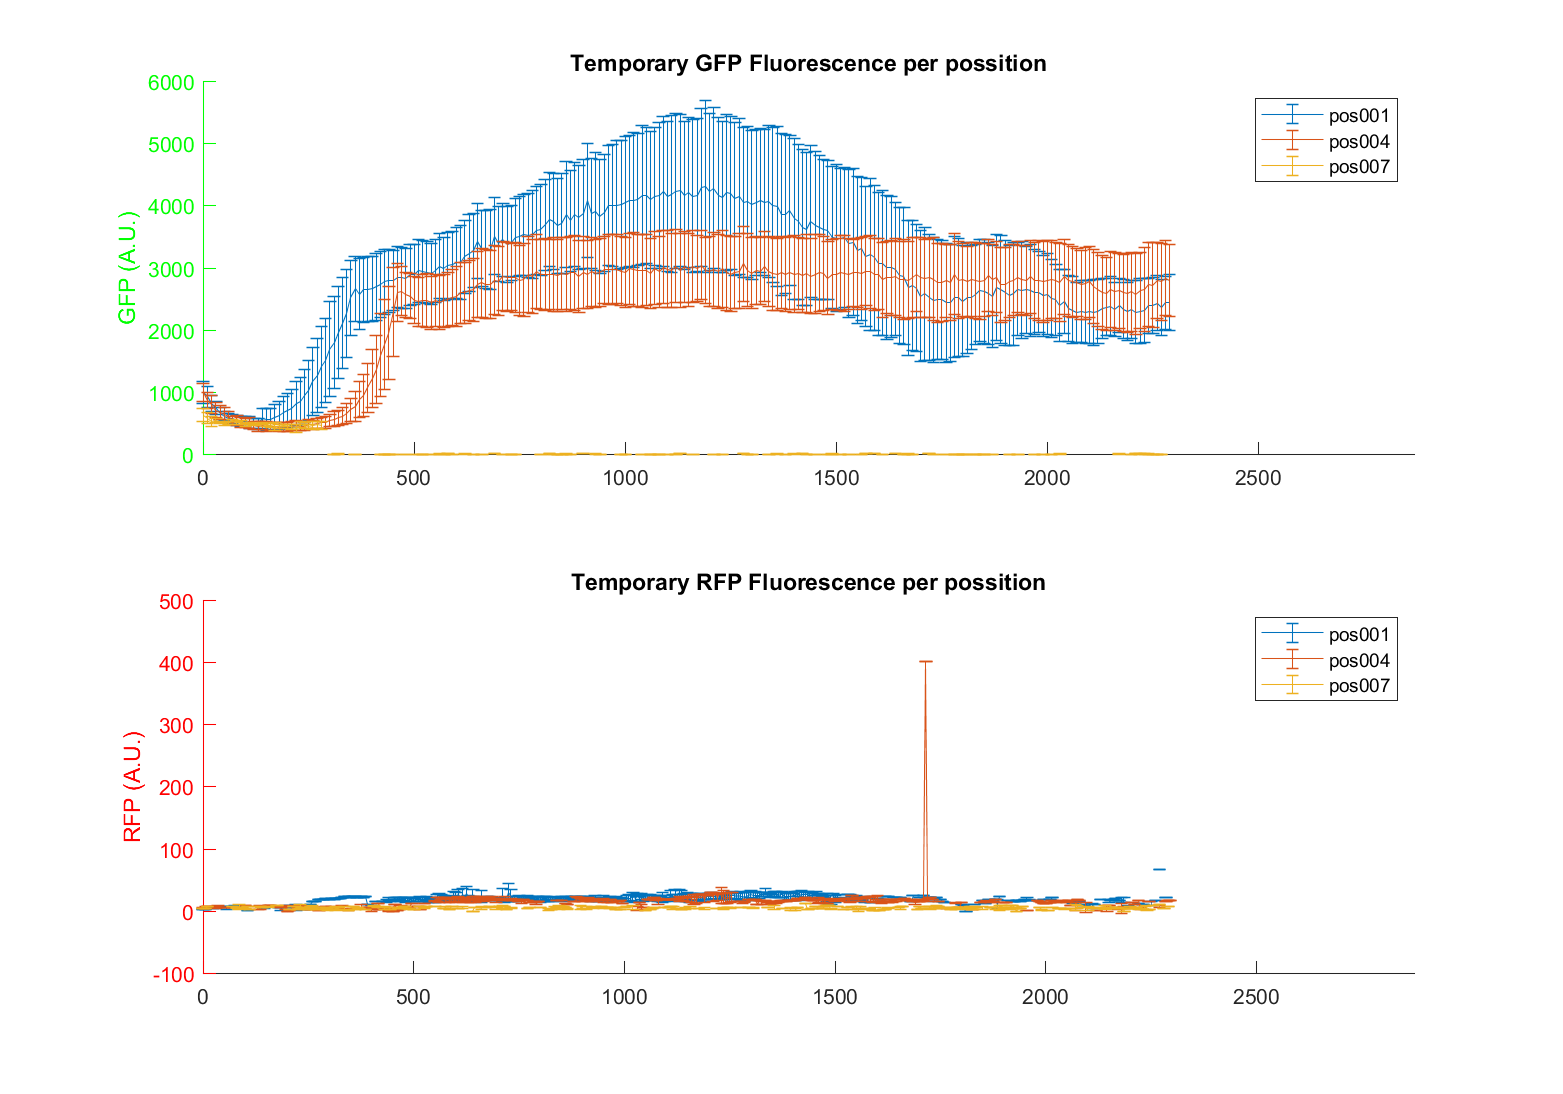 Temporary GFP Fluorescence per possition
6000
5000
4000
3000
2000
1000
0
GFP (A.U.)
0 500 1000 1500 2000 2500
pos001
pos004
pos007
Temporary RFP Fluorescence per possition
500
400
300
200
100
0
-100
RFP (A.U.)
0 500 1000 1500 2000 2500
pos001
pos004
pos007